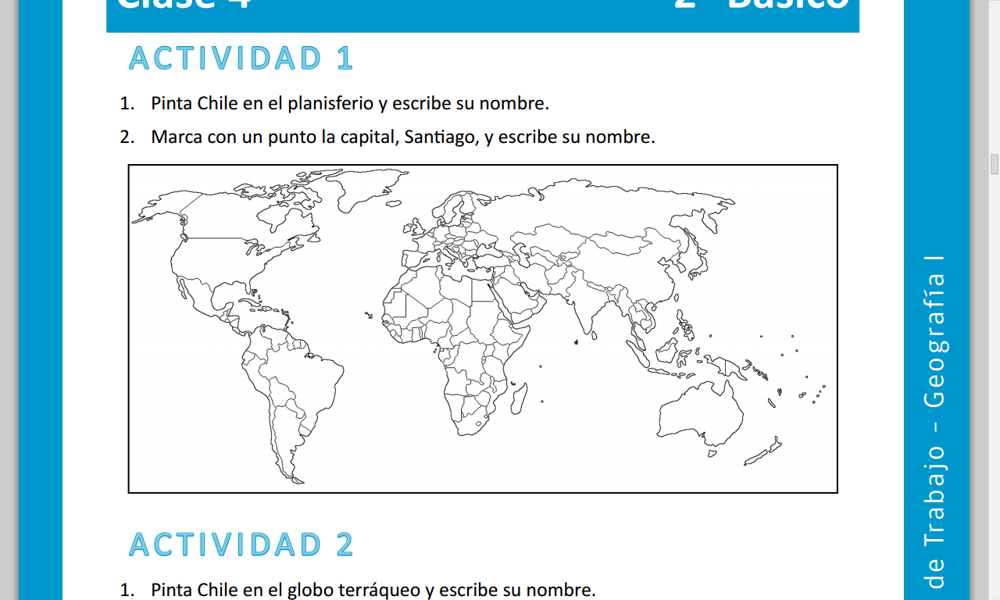 Clase 4
2° Básico
ACTIVIDAD 1
1. Pinta Chile en el planisferio y escribe su nombre.
2. Marca con un punto la capital, Santiago, y escribe su nombre.
ACTIVIDAD 2
1. Pinta Chile en el globo terráqueo y escribe su nombre.
de Trabajo – Geografía I